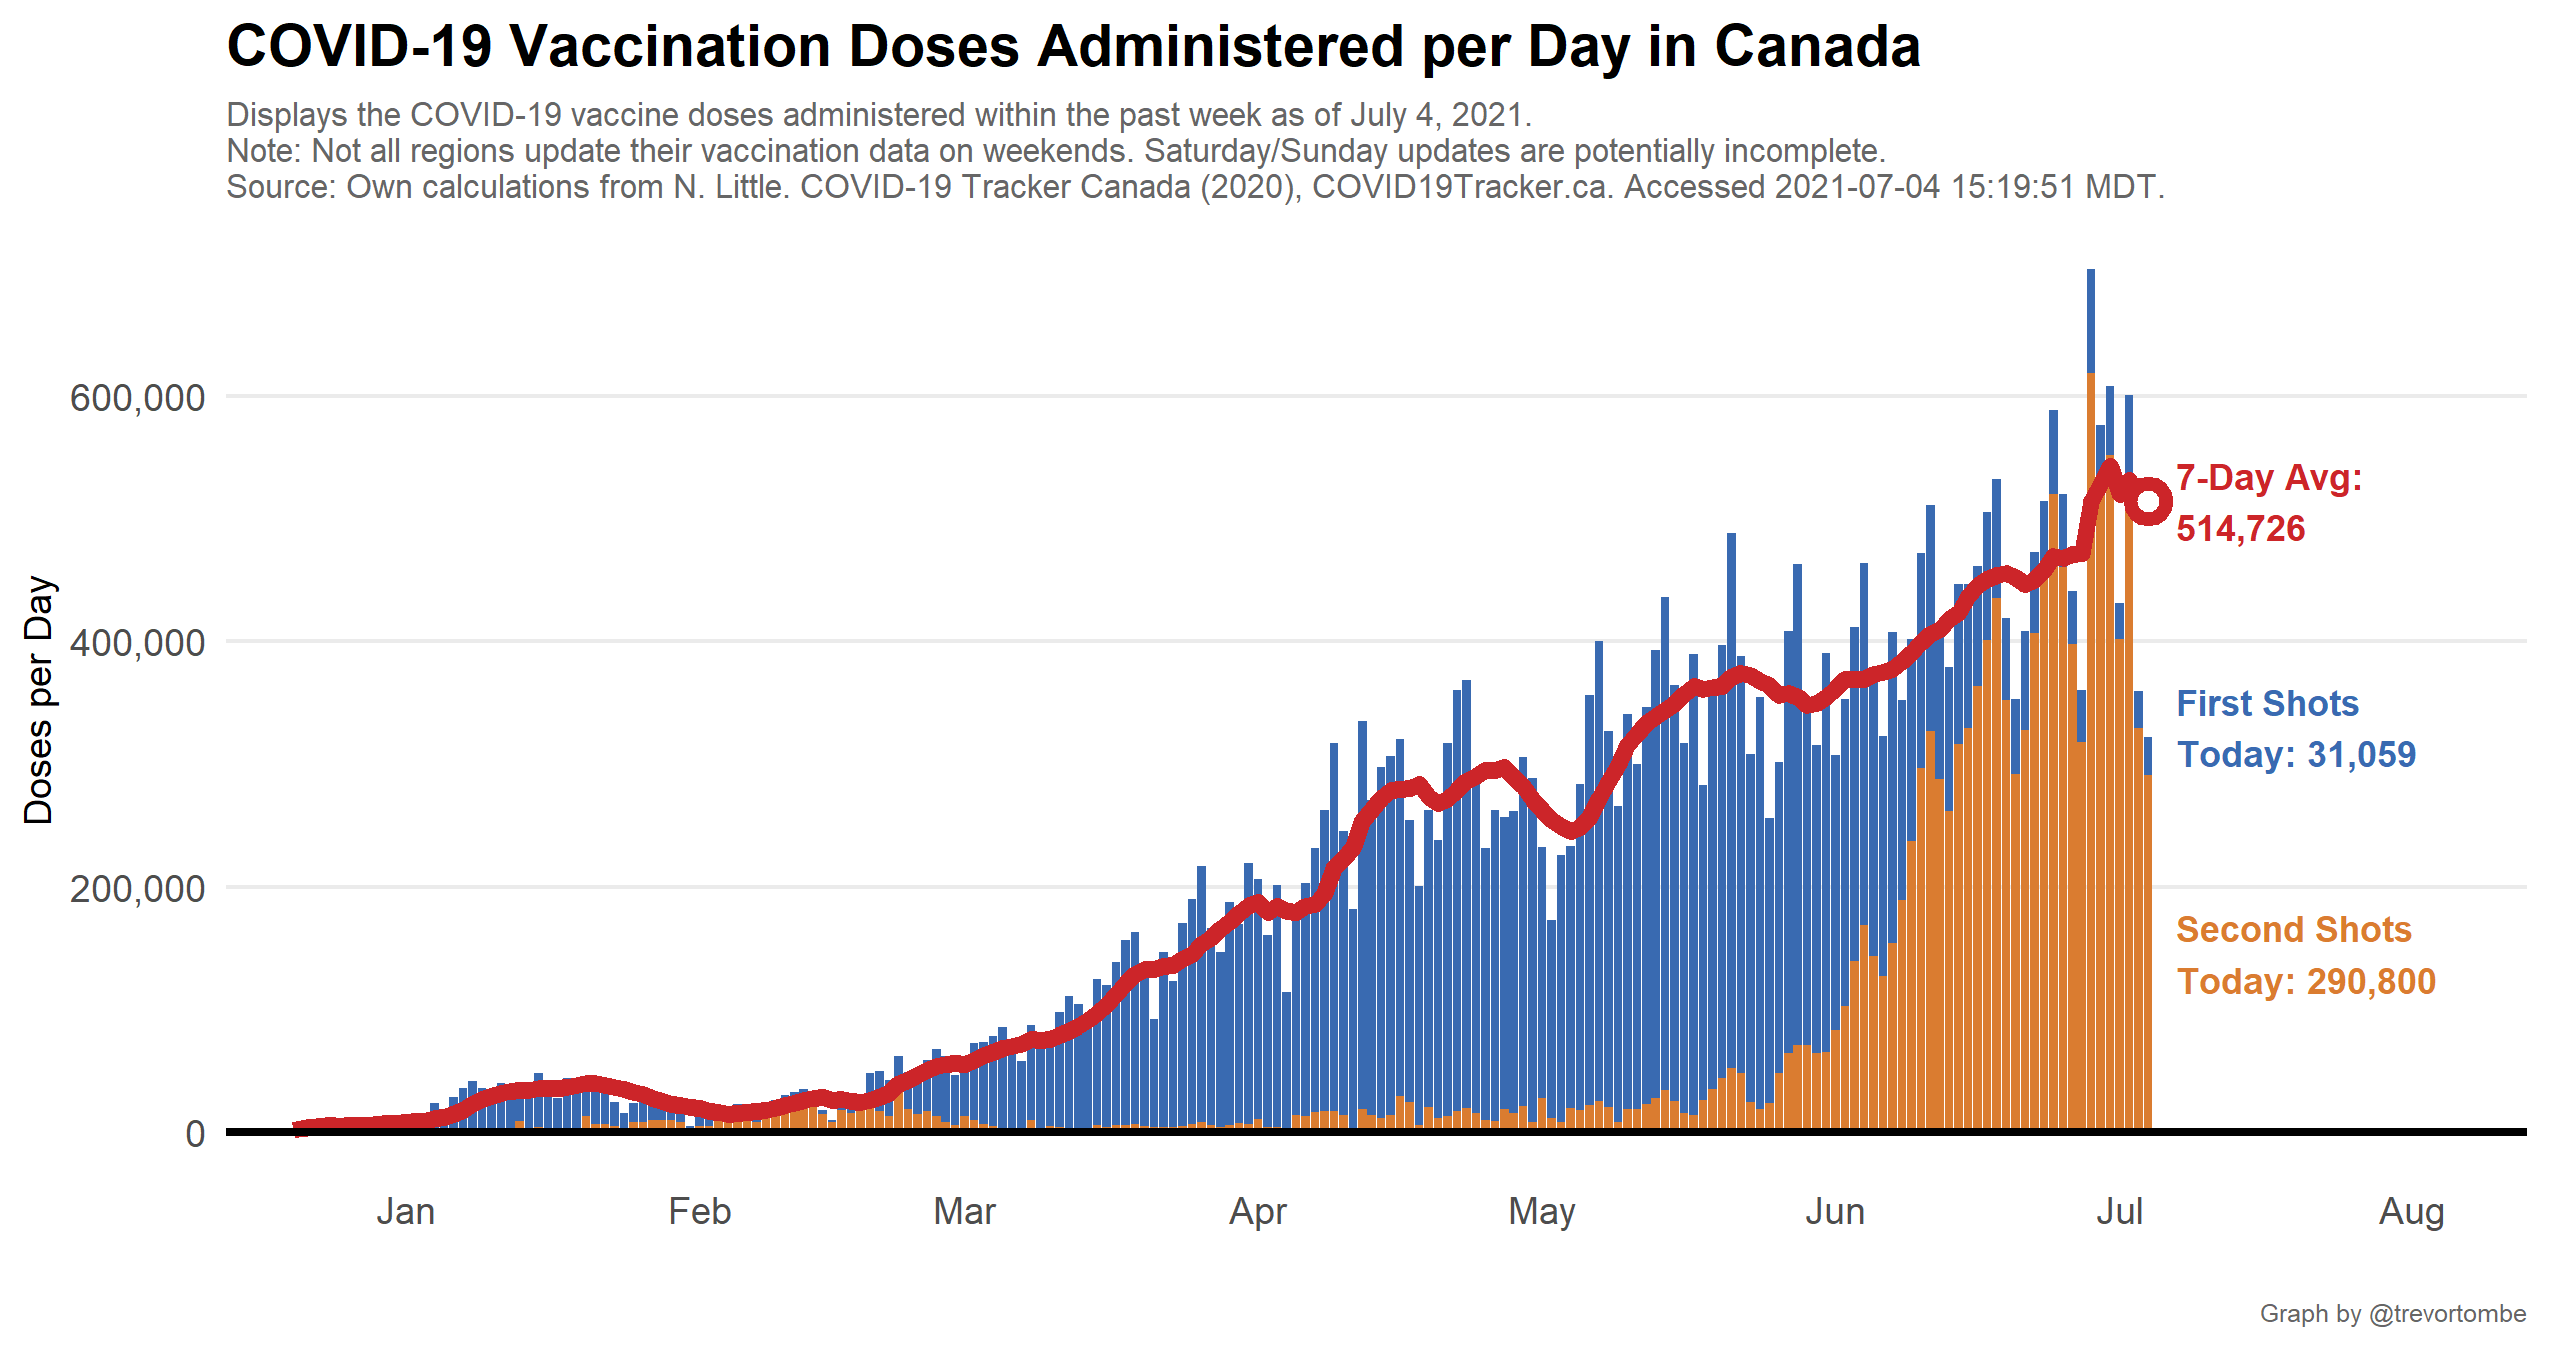 COVID-19 Vaccination Doses Administered per Day in Canada
Displays the COVID-19 vaccine doses administered within the past week as of July 4, 2021.
Note: Not all regions update their vaccination data on weekends. Saturday/Sunday updates are potentially incomplete.
Source: Own calculations from N. Little. COVID-19 Tracker Canada (2020), COVID19Tracker.ca. Accessed 2021-07-04 15:19:51 MDT.
Doses per Day
600,000
400,000
200,000
0
7-Day Avg:
514,726
First Shots
Today: 31,059
Second Shots
Today: 290,800
Jan Feb Mar Apr May Jun Jul Aug
Graph by @trevortombe